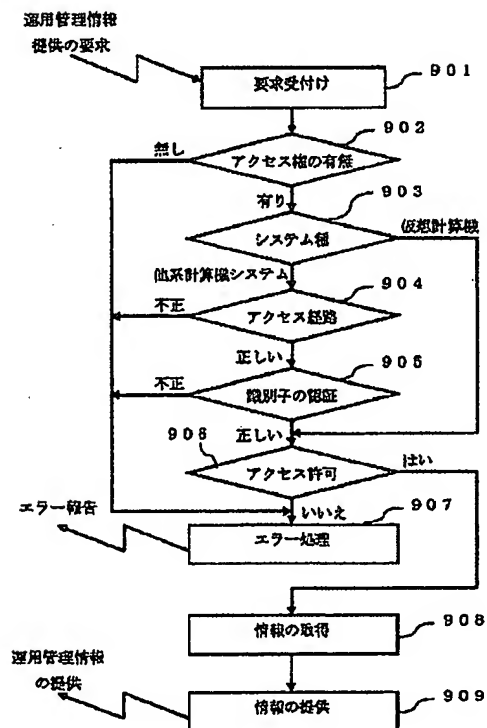 運用管理情報
提供の要求
要求受付け
901
902
無し
アクセス権の有無
有り
903
仮想計算機
システム種
他系計算機システム
904
不正
アクセス経路
正しい
905
不正
識別子の認証
正しい
906
はい
アクセス許可
いいえ
907
エラー報告
エラー処理
908
情報の取得
運用管理情報
の提供
909
情報の提供